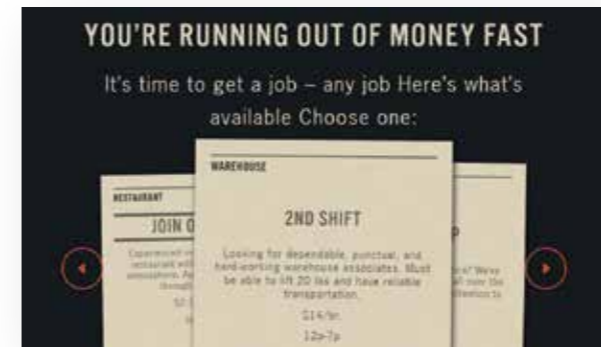 YOU'RE RUNNING OUT OF MONEY FAST
It's time to get a job – any job Here's what's
available Choose one:
RESTAURANT
JOIN O
WAREHOUSE
2ND SHIFT
Looking for dependable, punctual, and
hard-working warehouse associates. Must
be able to lift 20 lbs and have reliable
transportation.
$14/hr.
12p-7p